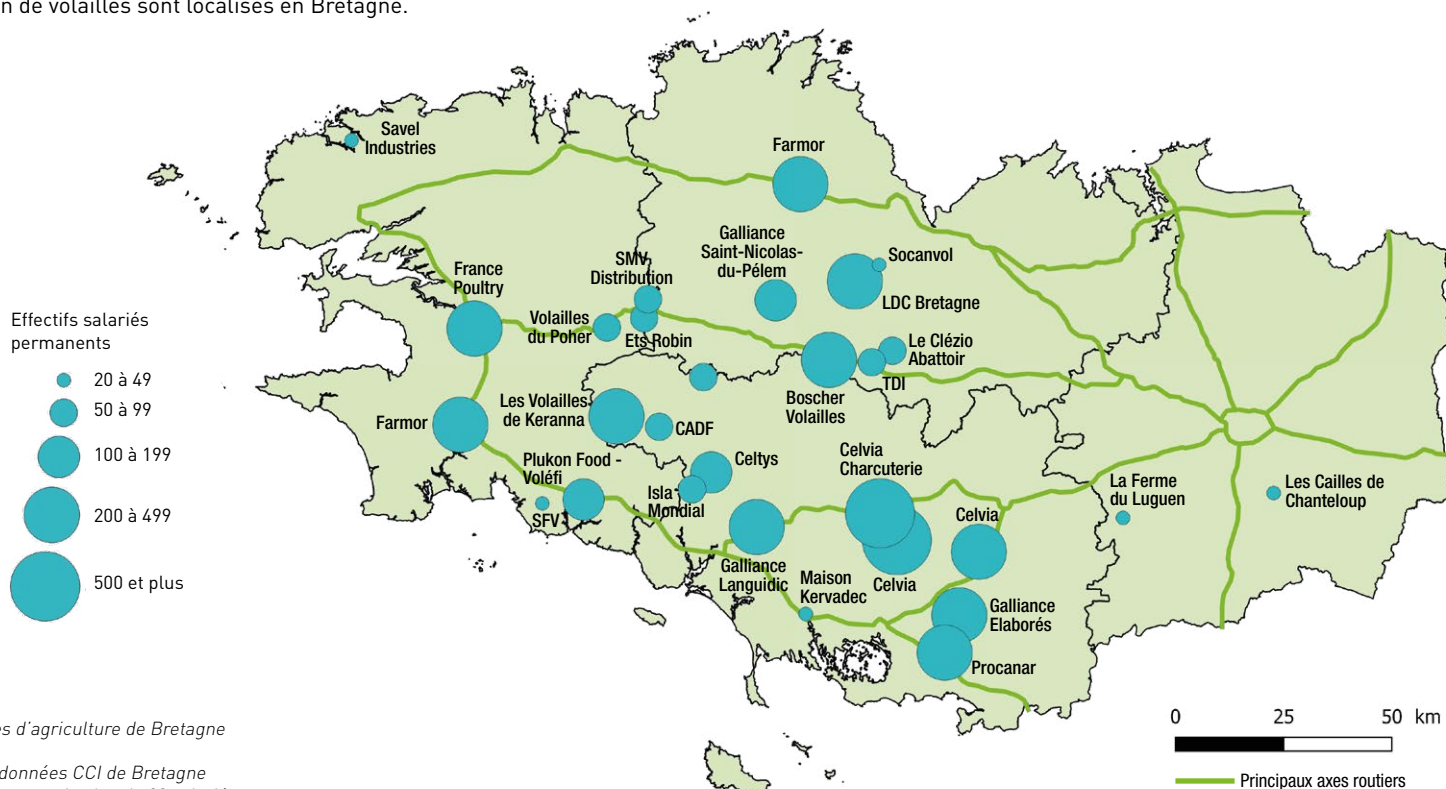 n de volailles sont localisés en Bretagne.
Savel
Industries
Farmor
Galliance
Saint-Nicolas-
du-Pélem
Socanvol
LDC Bretagne
SMV
Distribution
France
Poultry
Volailles
du Poher
Ets Robin
Le Clézio
Abattoir
TDI
Boscher
Volailles
Effectifs salariés
permanents
20 à 49
50 à 99
100 à 199
200 à 499
500 et plus
Les Volailles
de Keranna
CADF
Farmor
Plukon Food -
Voléfi
SFV
Celtys
Isla
Mondial
Celvia
Charcuterie
Celvia
Celvia
La Ferme
du Luguen
Les Cailles de
Chanteloup
Galliance
Languidic
Maison
Kervadec
Galliance
Elaborés
Procanar
0 25 50 km
Principaux axes routiers
es d'agriculture de Bretagne
données CCI de Bretagne